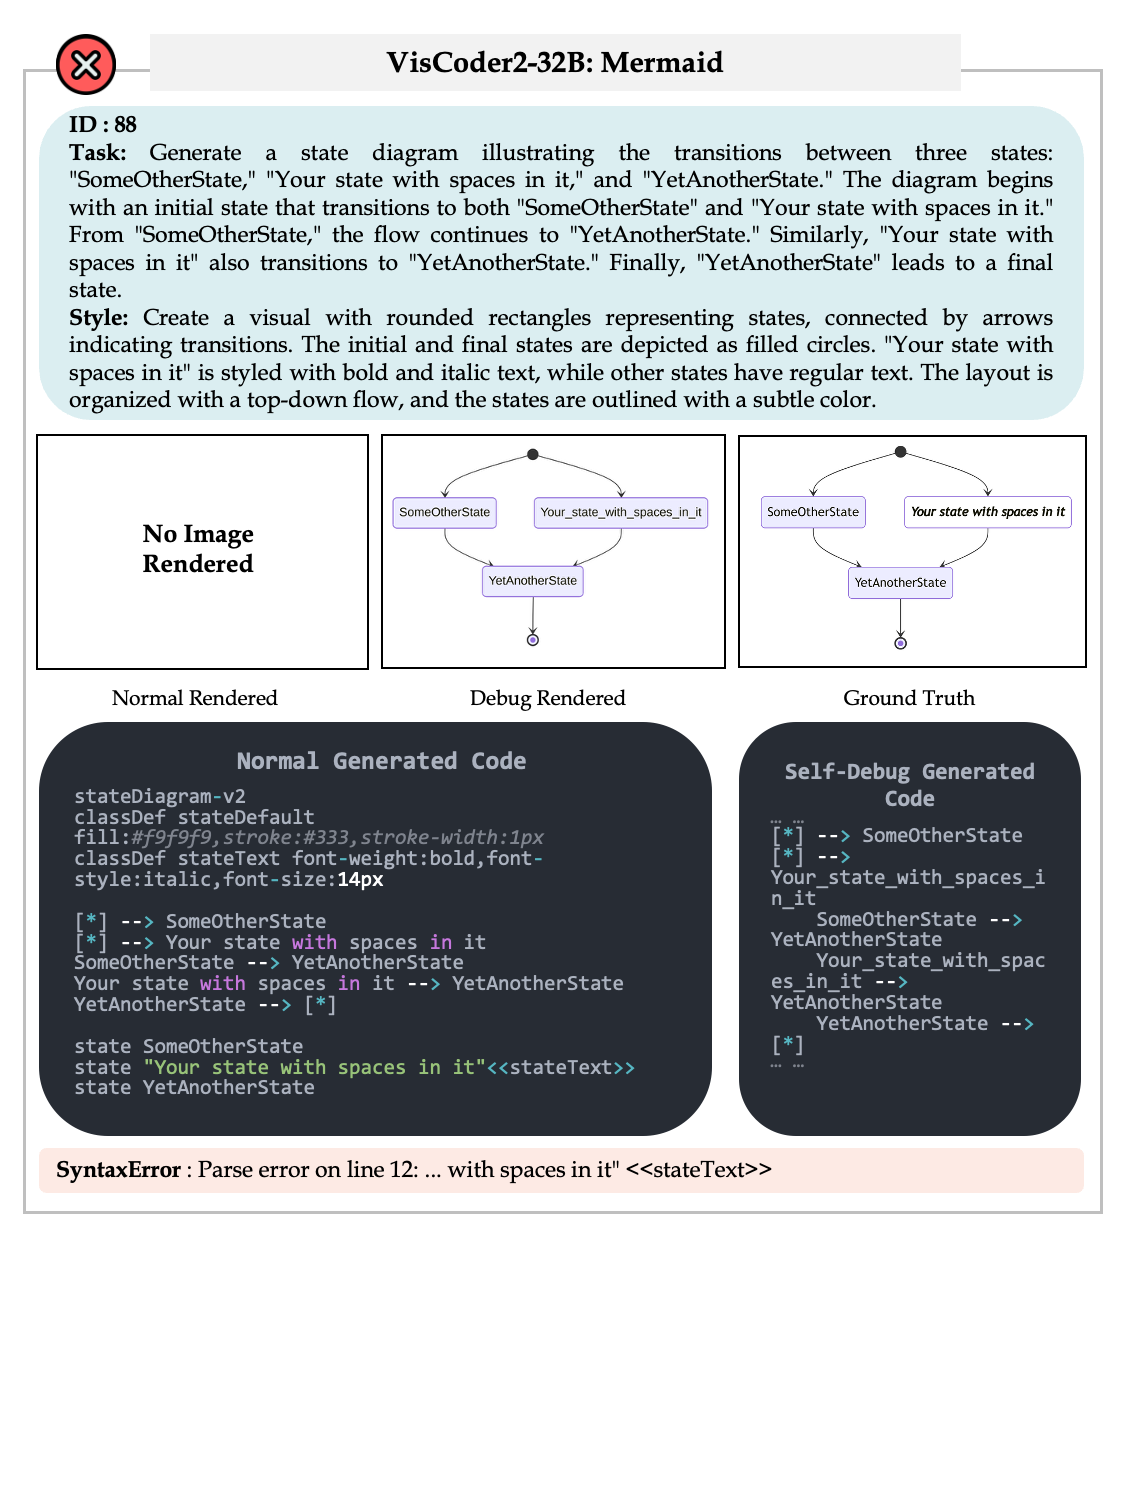 VisCoder2-32B: Mermaid
ID : 88
Task: Generate a state diagram illustrating the transitions between three states:
"SomeOtherState," "Your state with spaces in it," and "YetAnotherState." The diagram begins
with an initial state that transitions to both "SomeOtherState" and "Your state with spaces in it."
From "SomeOtherState," the flow continues to "YetAnotherState." Similarly, "Your state with
spaces in it" also transitions to "YetAnotherState." Finally, "YetAnotherState" leads to a final
state.
Style: Create a visual with rounded rectangles representing states, connected by arrows
indicating transitions. The initial and final states are depicted as filled circles. "Your state with
spaces in it" is styled with bold and italic text, while other states have regular text. The layout is
organized with a top-down flow, and the states are outlined with a subtle color.
No Image
Rendered
SomeOtherState
Your_state_with_spaces_in_it
YetAnotherState
SomeOtherState
Your state with spaces in it
YetAnotherState
Normal Rendered
Debug Rendered
Ground Truth
Normal Generated Code
stateDiagram-v2
classDef stateDefault
fill:#f9f9f9,stroke:#333,stroke-width:1px
classDef stateText font-weight:bold,font-
style:italic,font-size:14px
[*] --> SomeOtherState
[*] --> Your state with spaces in it
SomeOtherState --> YetAnotherState
Your state with spaces in it --> YetAnotherState
YetAnotherState --> [*]
state SomeOtherState
state "Your state with spaces in it"<<stateText>>
state YetAnotherState
Self-Debug Generated
Code
… …
[*] --> SomeOtherState
[*] -->
Your_state_with_spaces_i
n_it
SomeOtherState -->
YetAnotherState
Your_state_with_spac
es_in_it -->
YetAnotherState
YetAnotherState -->
[*]
… …
SyntaxError : Parse error on line 12: ... with spaces in it" <<stateText>>